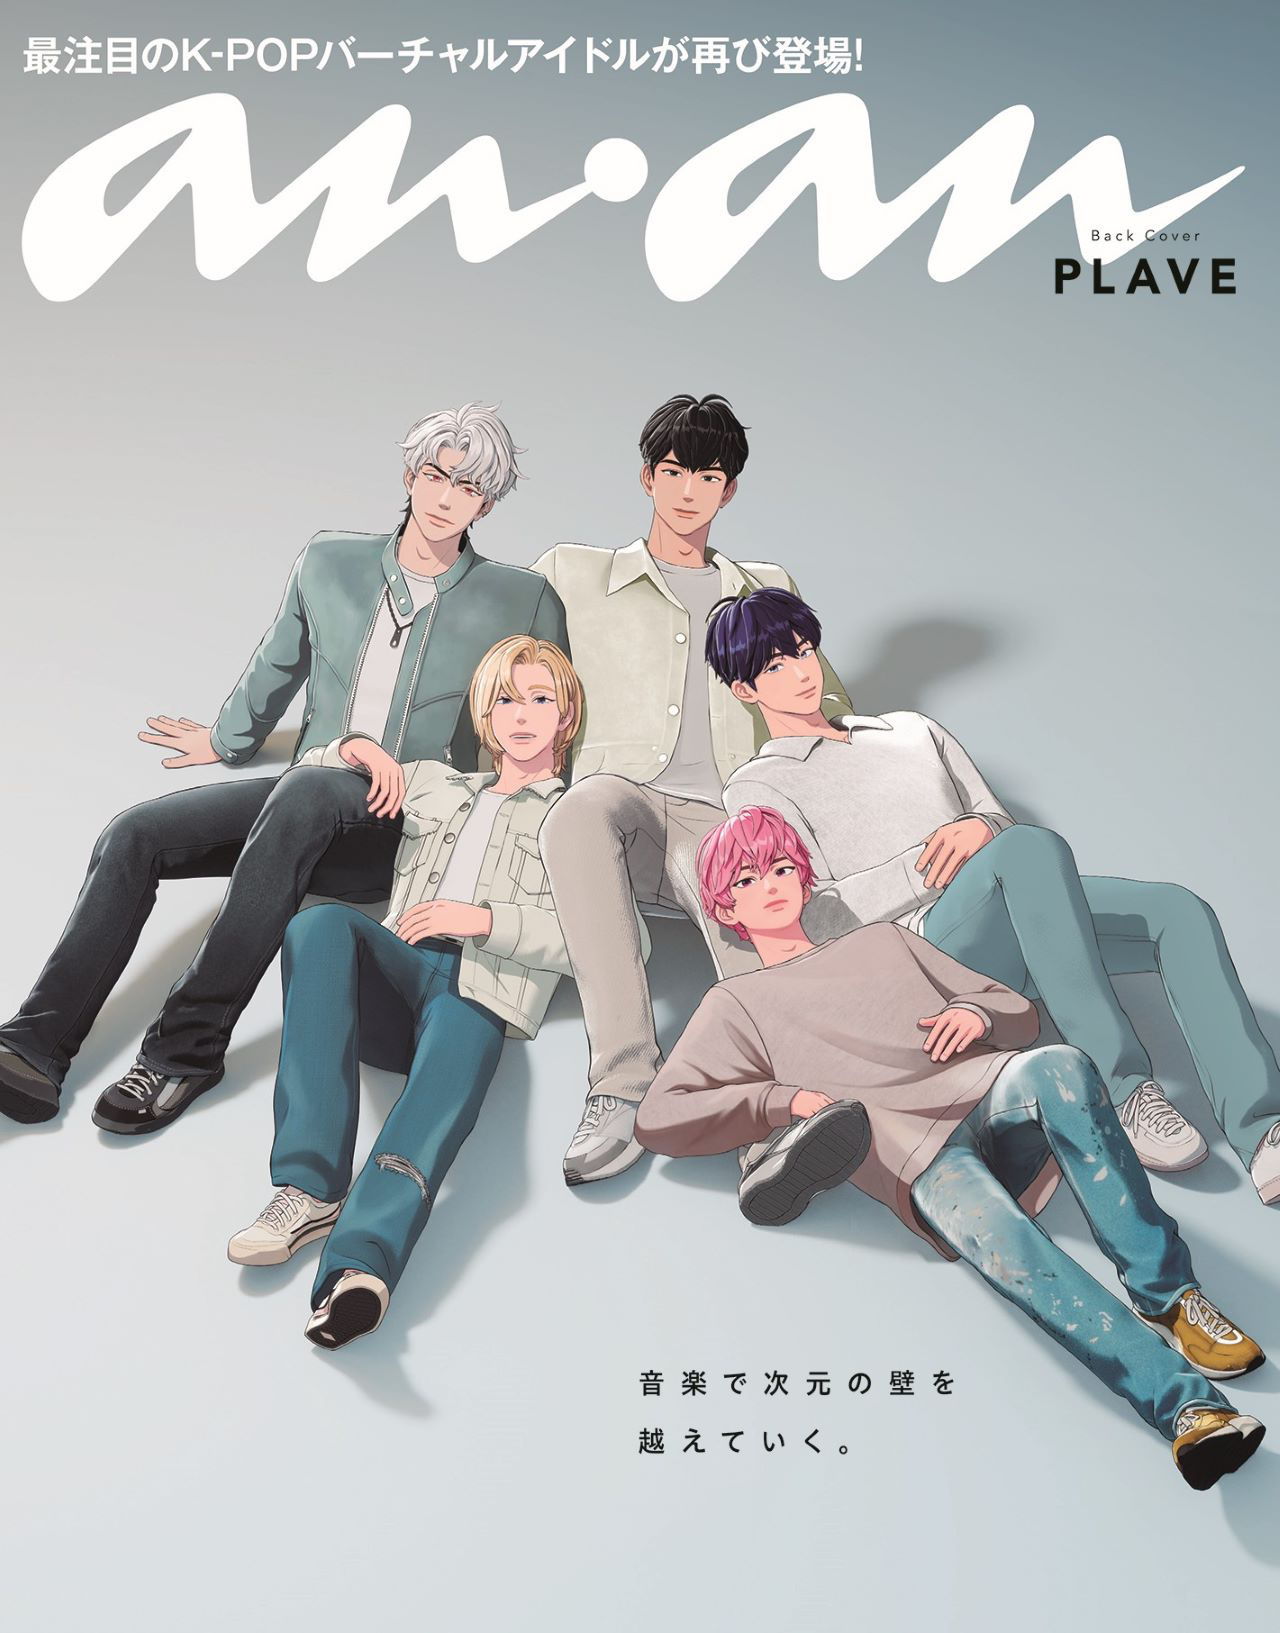 最注目のK-POPバーチャルアイドルが再び登場!
an・an
Back Cover
PLAVE
音楽で次元の壁を
越えていく。